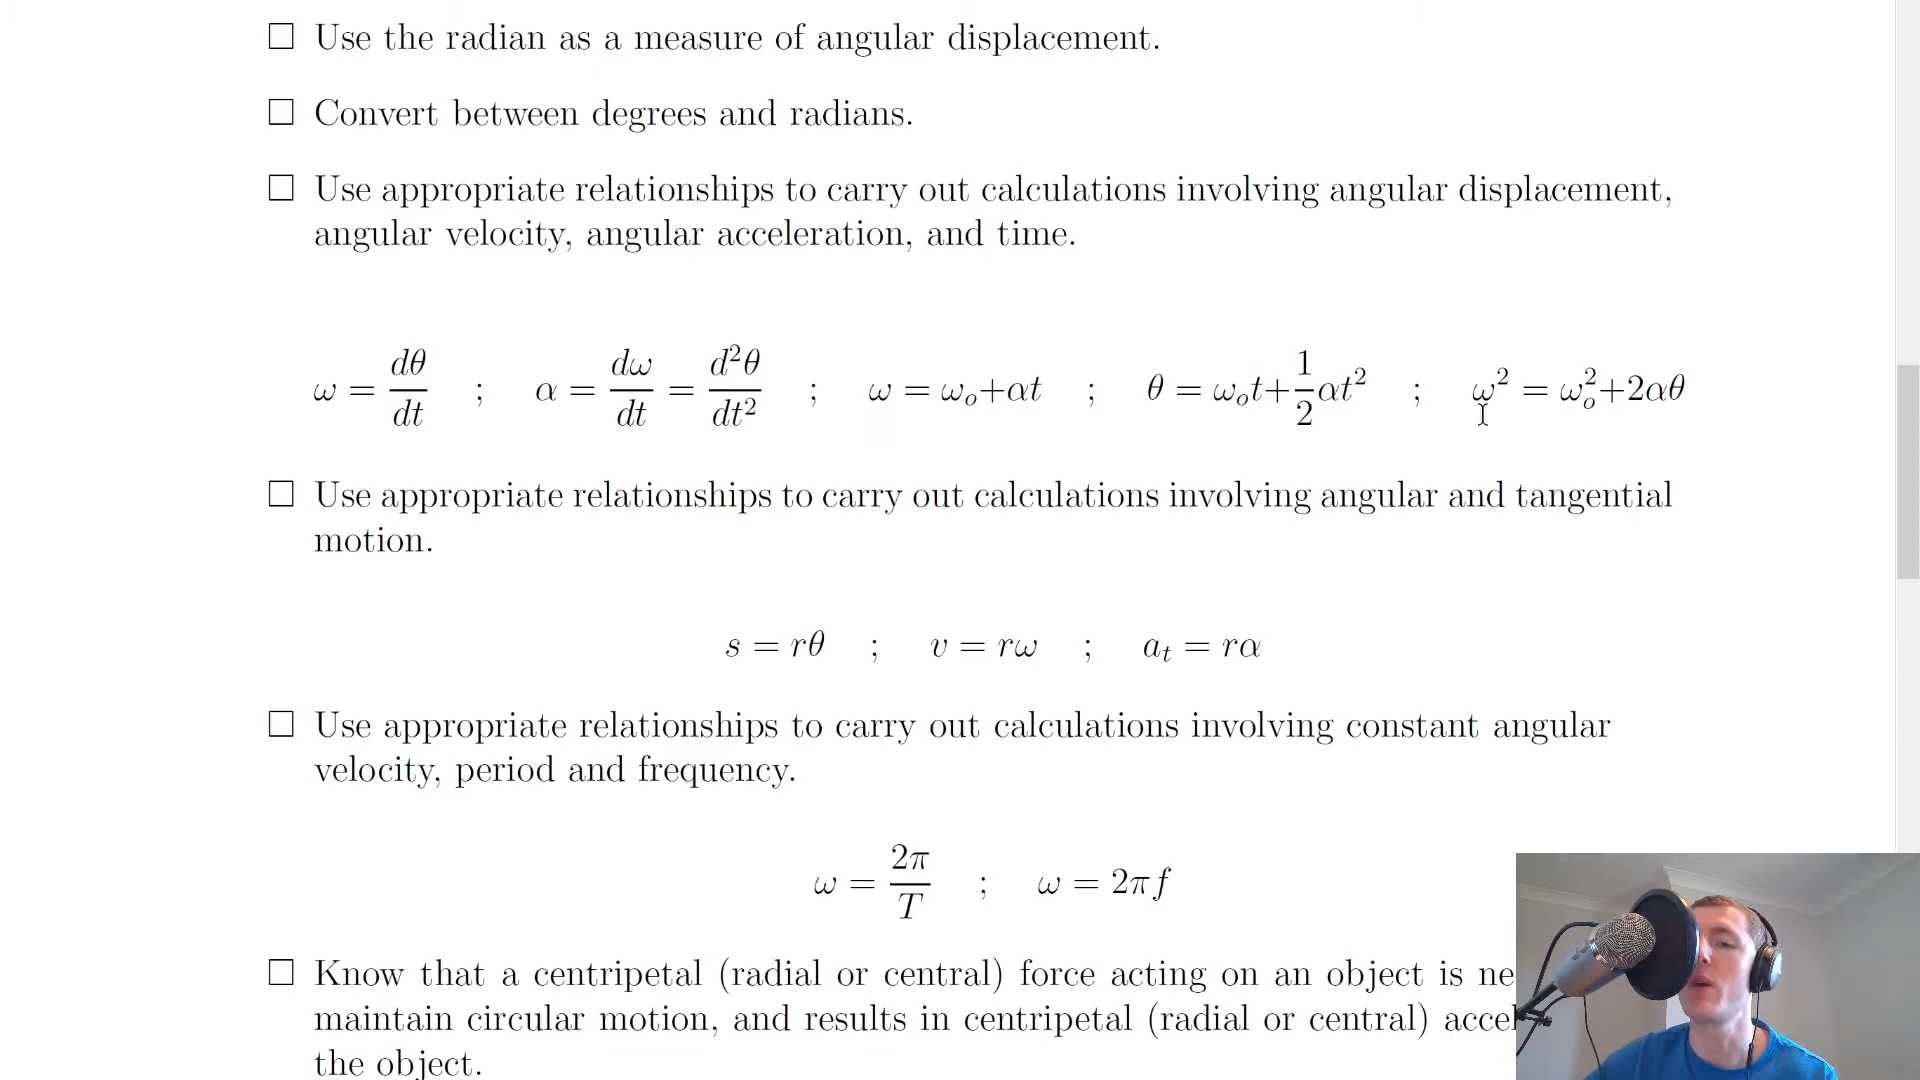 ☐ Use the radian as a measure of angular displacement.
☐ Convert between degrees and radians.
☐ Use appropriate relationships to carry out calculations involving angular displacement,
angular velocity, angular acceleration, and time.
ω = dθ/dt ; α = dω/dt = d²θ/dt² ; ω = ωₒ+αt ; θ = ωₒt+½αt² ; ω² = ωₒ²+2αθ
☐ Use appropriate relationships to carry out calculations involving angular and tangential
motion.
s = rθ ; v = rω ; aₜ = rα
☐ Use appropriate relationships to carry out calculations involving constant angular
velocity, period and frequency.
ω = 2π/T ; ω = 2πf
☐ Know that a centripetal (radial or central) force acting on an object is
maintain circular motion, and results in centripetal (radial or central)
the object.